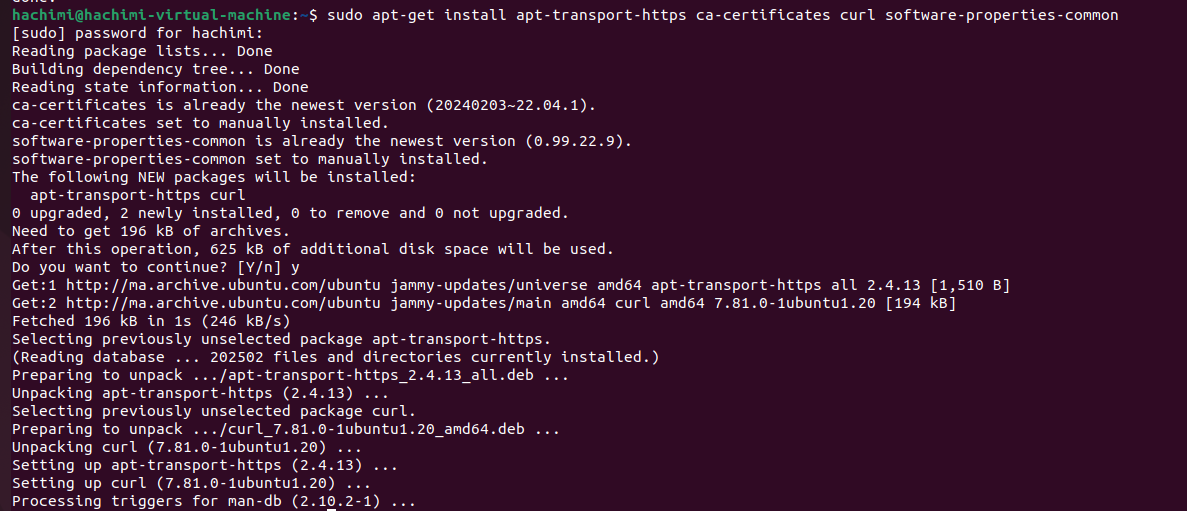 done.
hachimi@hachimi-virtual-machine:~$ sudo apt-get install apt-transport-https ca-certificates curl software-properties-common
[sudo] password for hachimi:
Reading package lists... Done
Building dependency tree... Done
Reading state information... Done
ca-certificates is already the newest version (20240203~22.04.1).
ca-certificates set to manually installed.
software-properties-common is already the newest version (0.99.22.9).
software-properties-common set to manually installed.
The following NEW packages will be installed:
  apt-transport-https curl
0 upgraded, 2 newly installed, 0 to remove and 0 not upgraded.
Need to get 196 kB of archives.
After this operation, 625 kB of additional disk space will be used.
Do you want to continue? [Y/n] y
Get:1 http://ma.archive.ubuntu.com/ubuntu jammy-updates/universe amd64 apt-transport-https all 2.4.13 [1,510 B]
Get:2 http://ma.archive.ubuntu.com/ubuntu jammy-updates/main amd64 curl amd64 7.81.0-1ubuntu1.20 [194 kB]
Fetched 196 kB in 1s (246 kB/s)
Selecting previously unselected package apt-transport-https.
(Reading database ... 202502 files and directories currently installed.)
Preparing to unpack .../apt-transport-https_2.4.13_all.deb ...
Unpacking apt-transport-https (2.4.13) ...
Selecting previously unselected package curl.
Preparing to unpack .../curl_7.81.0-1ubuntu1.20_amd64.deb ...
Unpacking curl (7.81.0-1ubuntu1.20) ...
Setting up apt-transport-https (2.4.13) ...
Setting up curl (7.81.0-1ubuntu1.20) ...
Processing triggers for man-db (2.10.2-1) ...